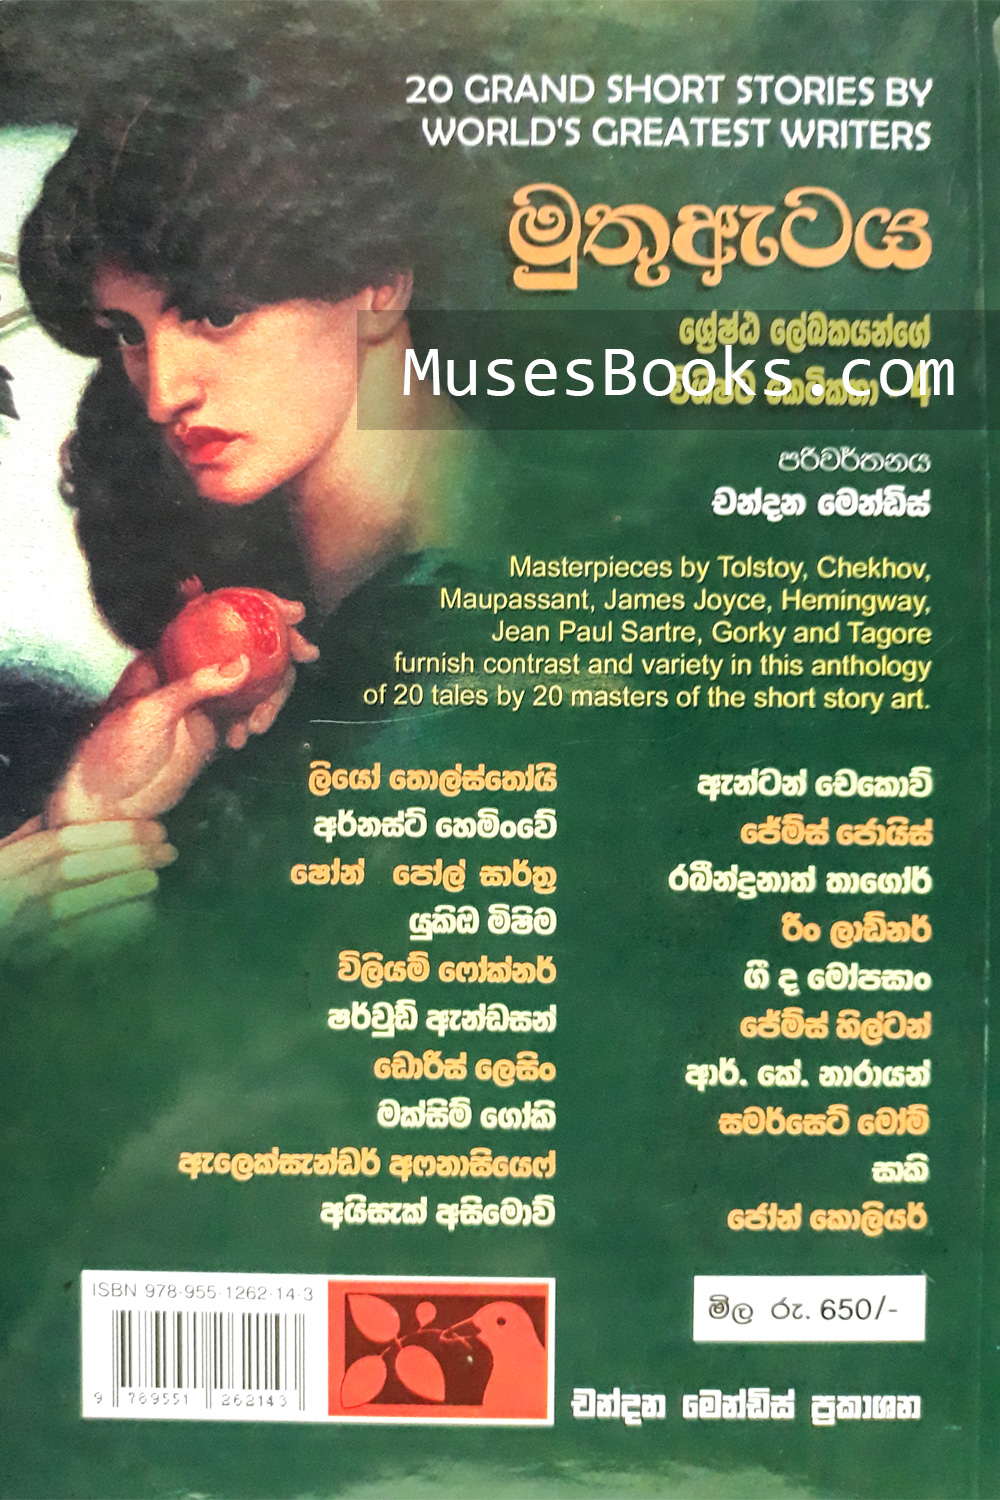 20 GRAND SHORT STORIES BY
WORLD'S GREATEST WRITERS
මුතුඇටය
ශ්‍රේෂ්ඨ ලේඛකයන්ගේ
MusesBooks.com
- 4
පරිවර්තනය
චන්දන මෙන්ඩිස්
Masterpieces by Tolstoy, Chekhov,
Maupassant, James Joyce, Hemingway,
Jean Paul Sartre, Gorky and Tagore
furnish contrast and variety in this anthology
of 20 tales by 20 masters of the short story art.
ලියෝ තොල්ස්තෝයි
අර්නස්ට් හෙමිංවේ
ෂෝන් පෝල් සාර්ත්‍ර
යුකිඹ මිෂිම
විලියම් ෆෝක්නර්
ෂර්වුඩ් ඇන්ඩසන්
ඩොරිස් ලෙසිං
මක්සිම් ගෝකි
ඇලෙක්සැන්ඩර් අෆනාසියෙෆ්
අයිසැක් අසිමොව්
ඇන්ටන් චෙකොව්
ජේම්ස් ජොයිස්
රබීන්ද්‍රනාත් තාගෝර්
රිං ලාඩ්නර්
ගී ද මෝපසාං
ජේම්ස් හිල්ටන්
ආර්. කේ. නාරායන්
සමර්සෙට් මෝම්
සාකි
ජෝන් කොලියර්
ISBN 978-955-1262-14-3
9 789551 262143
මිල රු. 650/-
චන්දන මෙන්ඩිස් ප්‍රකාශන